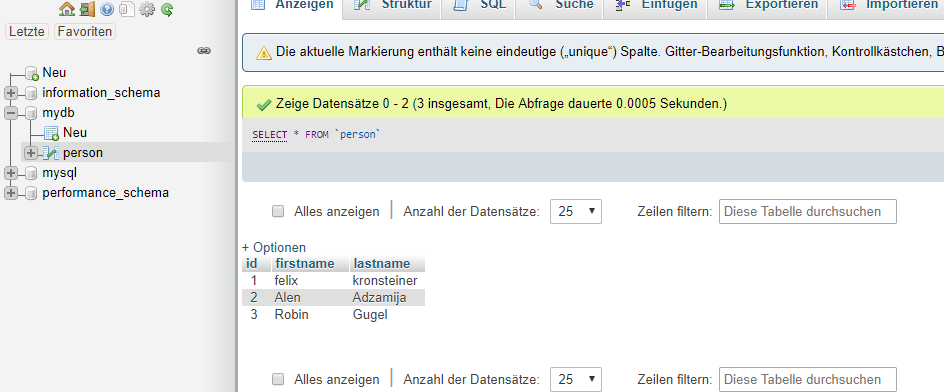 Anzeigen Struktur SQL Suche Einfügen Exportieren Importieren
Letzte Favoriten
Neu
information_schema
mydb
Neu
person
mysql
performance_schema
Die aktuelle Markierung enthält keine eindeutige („unique“) Spalte. Gitter-Bearbeitungsfunktion, Kontrollkästchen, B
Zeige Datensätze 0 - 2 (3 insgesamt, Die Abfrage dauerte 0.0005 Sekunden.)
SELECT * FROM `person`
Alles anzeigen Anzahl der Datensätze: 25 Zeilen filtern: Diese Tabelle durchsuchen
+ Optionen
id firstname lastname
1 felix kronsteiner
2 Alen Adzamija
3 Robin Gugel
Alles anzeigen Anzahl der Datensätze: 25 Zeilen filtern: Diese Tabelle durchsuchen